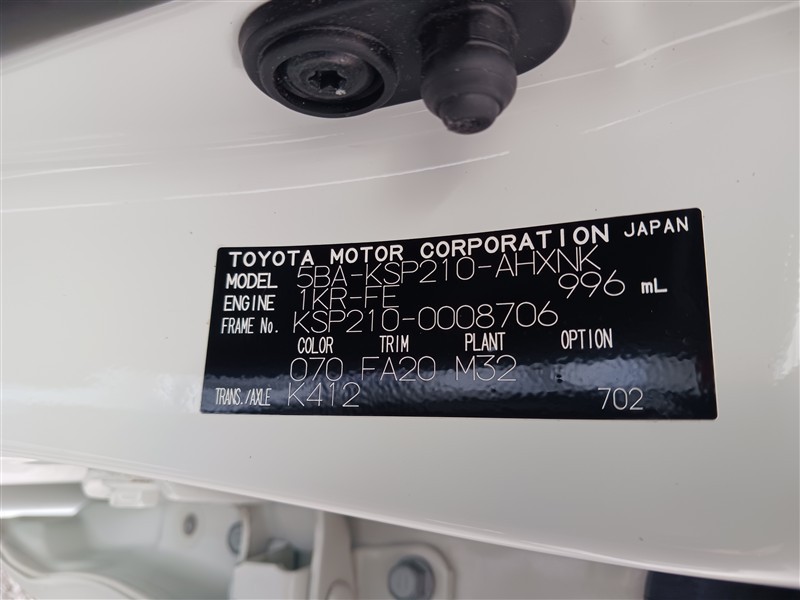 TOYOTA MOTOR CORPORATION JAPAN
MODEL 5BA-KSP210-AHXNK
ENGINE 1KR-FE 996 mL
FRAME No. KSP210-0008706
COLOR TRIM PLANT OPTION
070 FA20 M32
TRANS./AXLE K412 702